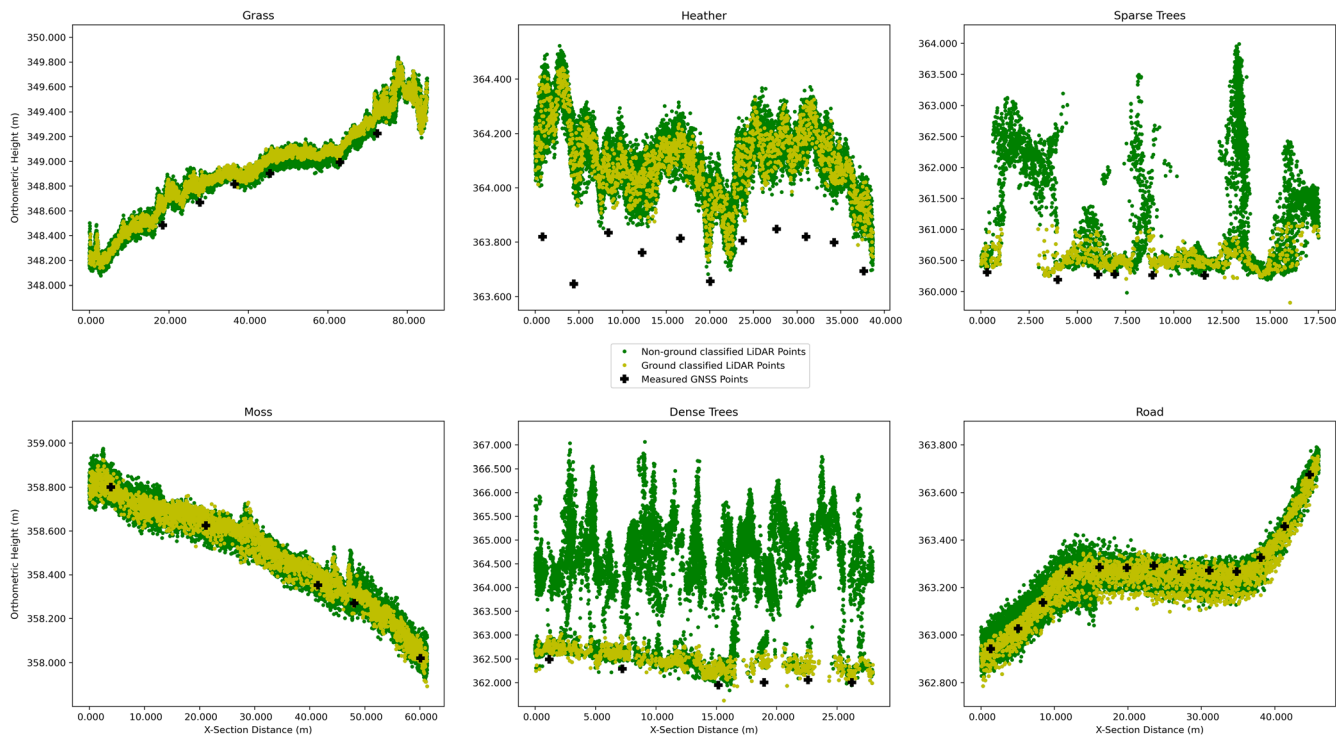 Grass
Heather
Sparse Trees
Orthometric Height (m)
350.000
349.800
349.600
349.400
349.200
349.000
348.800
348.600
348.400
348.200
348.000
0.000 20.000 40.000 60.000 80.000
364.400
364.200
364.000
363.800
363.600
0.000 5.000 10.000 15.000 20.000 25.000 30.000 35.000 40.000
364.000
363.500
363.000
362.500
362.000
361.500
361.000
360.500
360.000
0.000 2.500 5.000 7.500 10.000 12.500 15.000 17.500
Non-ground classified LiDAR Points
Ground classified LiDAR Points
Measured GNSS Points
Moss
Dense Trees
Road
Orthometric Height (m)
359.000
358.800
358.600
358.400
358.200
358.000
0.000 10.000 20.000 30.000 40.000 50.000 60.000
X-Section Distance (m)
367.000
366.500
366.000
365.500
365.000
364.500
364.000
363.500
363.000
362.500
362.000
0.000 5.000 10.000 15.000 20.000 25.000
X-Section Distance (m)
363.800
363.600
363.400
363.200
363.000
362.800
0.000 10.000 20.000 30.000 40.000
X-Section Distance (m)